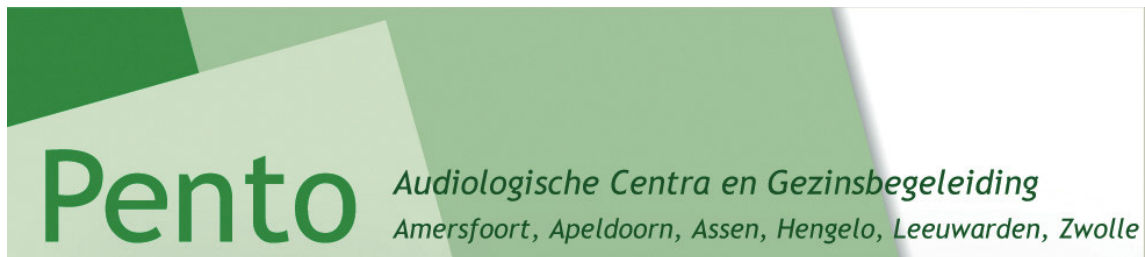 Pento
Audiologische Centra en Gezinsbegeleiding
Amersfoort, Apeldoorn, Assen, Hengelo, Leeuwarden, Zwolle